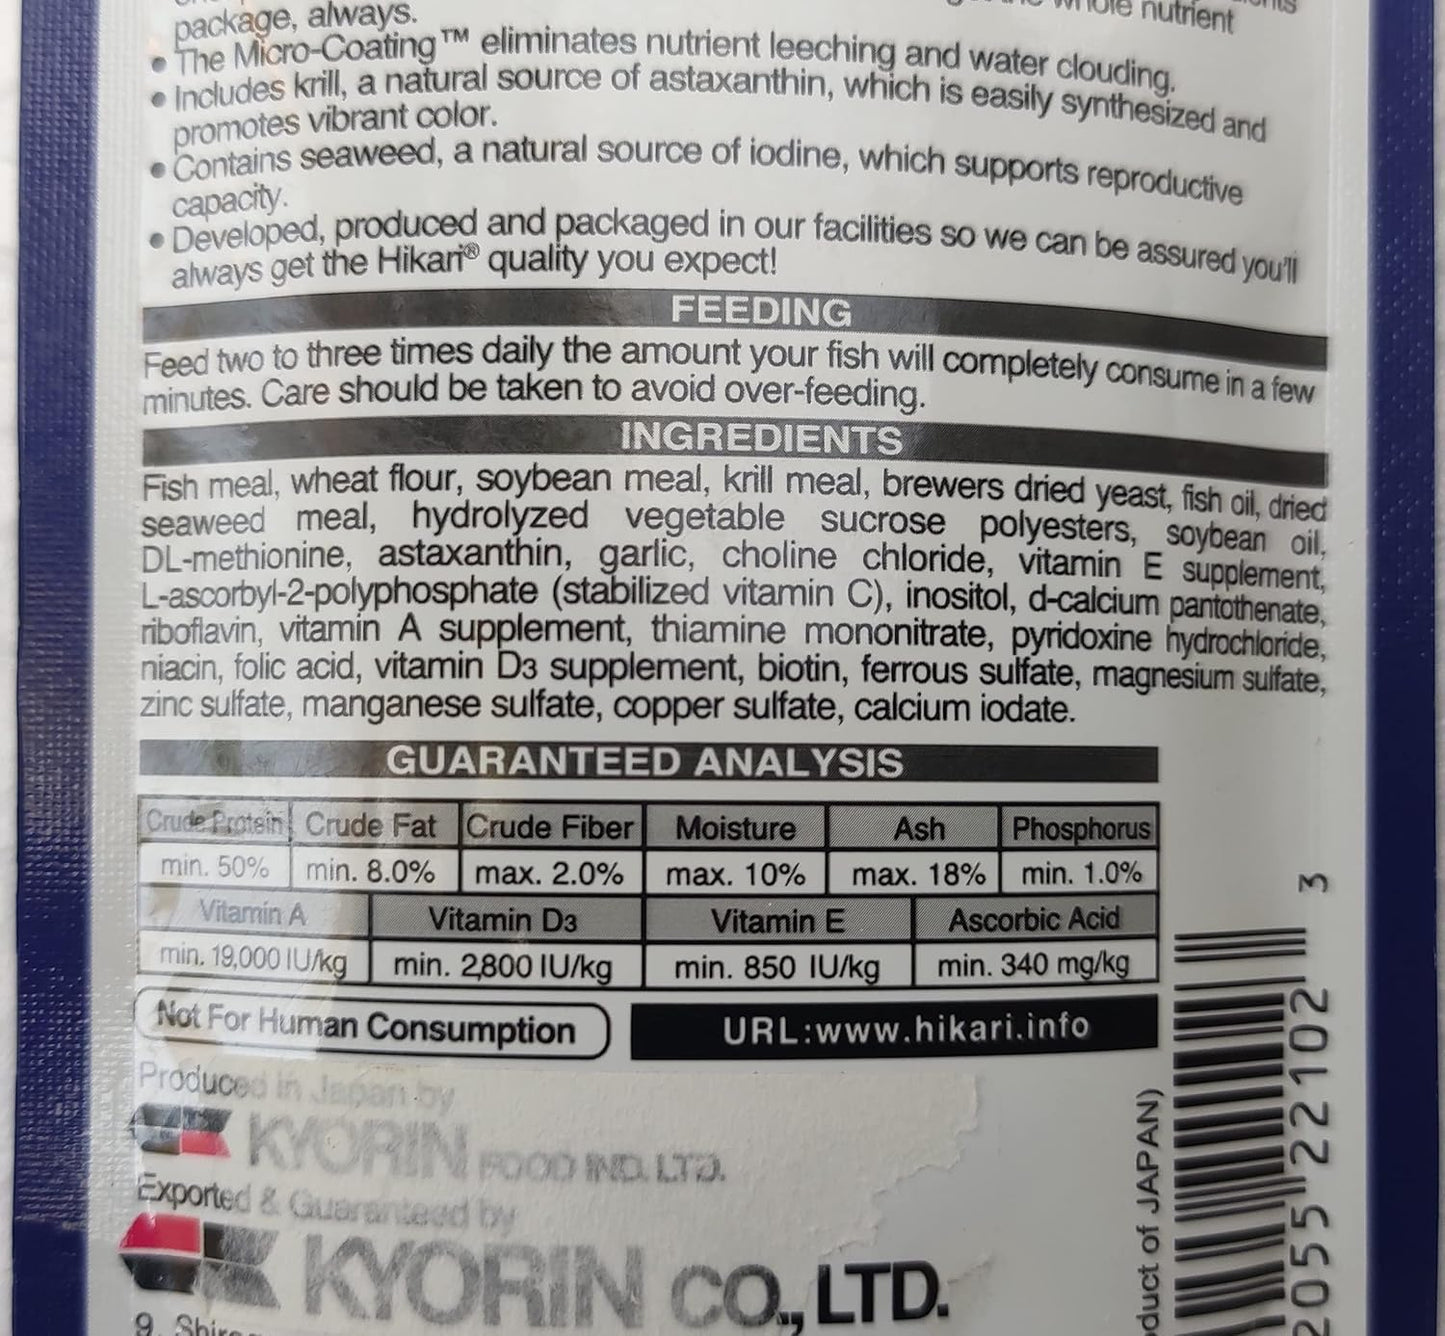 nutrient
package, always.
• The Micro-Coating™ eliminates nutrient leeching and water clouding.
• Includes krill, a natural source of astaxanthin, which is easily synthesized and
promotes vibrant color.
• Contains seaweed, a natural source of iodine, which supports reproductive
capacity.
• Developed, produced and packaged in our facilities so we can be assured you'll
always get the Hikari® quality you expect!
FEEDING
Feed two to three times daily the amount your fish will completely consume in a few
minutes. Care should be taken to avoid over-feeding.
INGREDIENTS
Fish meal, wheat flour, soybean meal, krill meal, brewers dried yeast, fish oil, dried
seaweed meal, hydrolyzed vegetable sucrose polyesters, soybean oil,
DL-methionine, astaxanthin, garlic, choline chloride, vitamin E supplement,
L-ascorbyl-2-polyphosphate (stabilized vitamin C), inositol, d-calcium pantothenate,
riboflavin, vitamin A supplement, thiamine mononitrate, pyridoxine hydrochloride,
niacin, folic acid, vitamin D3 supplement, biotin, ferrous sulfate, magnesium sulfate,
zinc sulfate, manganese sulfate, copper sulfate, calcium iodate.
GUARANTEED ANALYSIS
Crude Protein Crude Fat Crude Fiber Moisture Ash Phosphorus
min. 50% min. 8.0% max. 2.0% max. 10% max. 18% min. 1.0%
Vitamin A Vitamin D3 Vitamin E Ascorbic Acid
min. 19,000 IU/kg min. 2,800 IU/kg min. 850 IU/kg min. 340 mg/kg
Not For Human Consumption
URL:www.hikari.info
Produced in Japan by
KYORIN FOOD IND. LTD.
Exported & Guaranteed by
KYORIN CO., LTD.
of JAPAN)
2055 22102 3